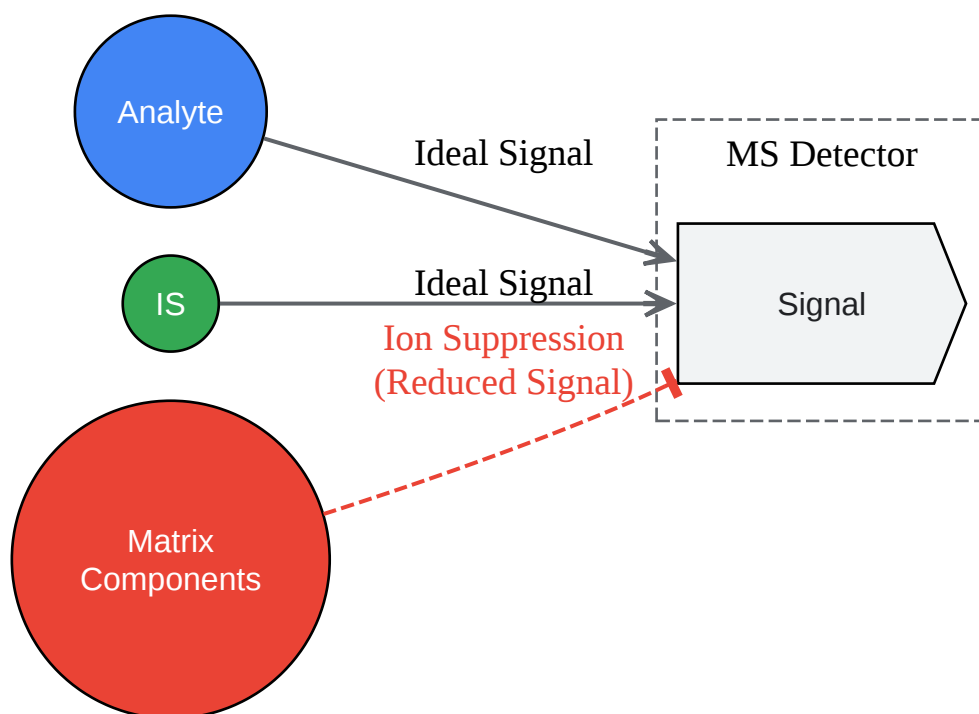 Analyte
Ideal Signal
MS Detector
IS
Ideal Signal
Signal
Ion Suppression
(Reduced Signal)
Matrix
Components